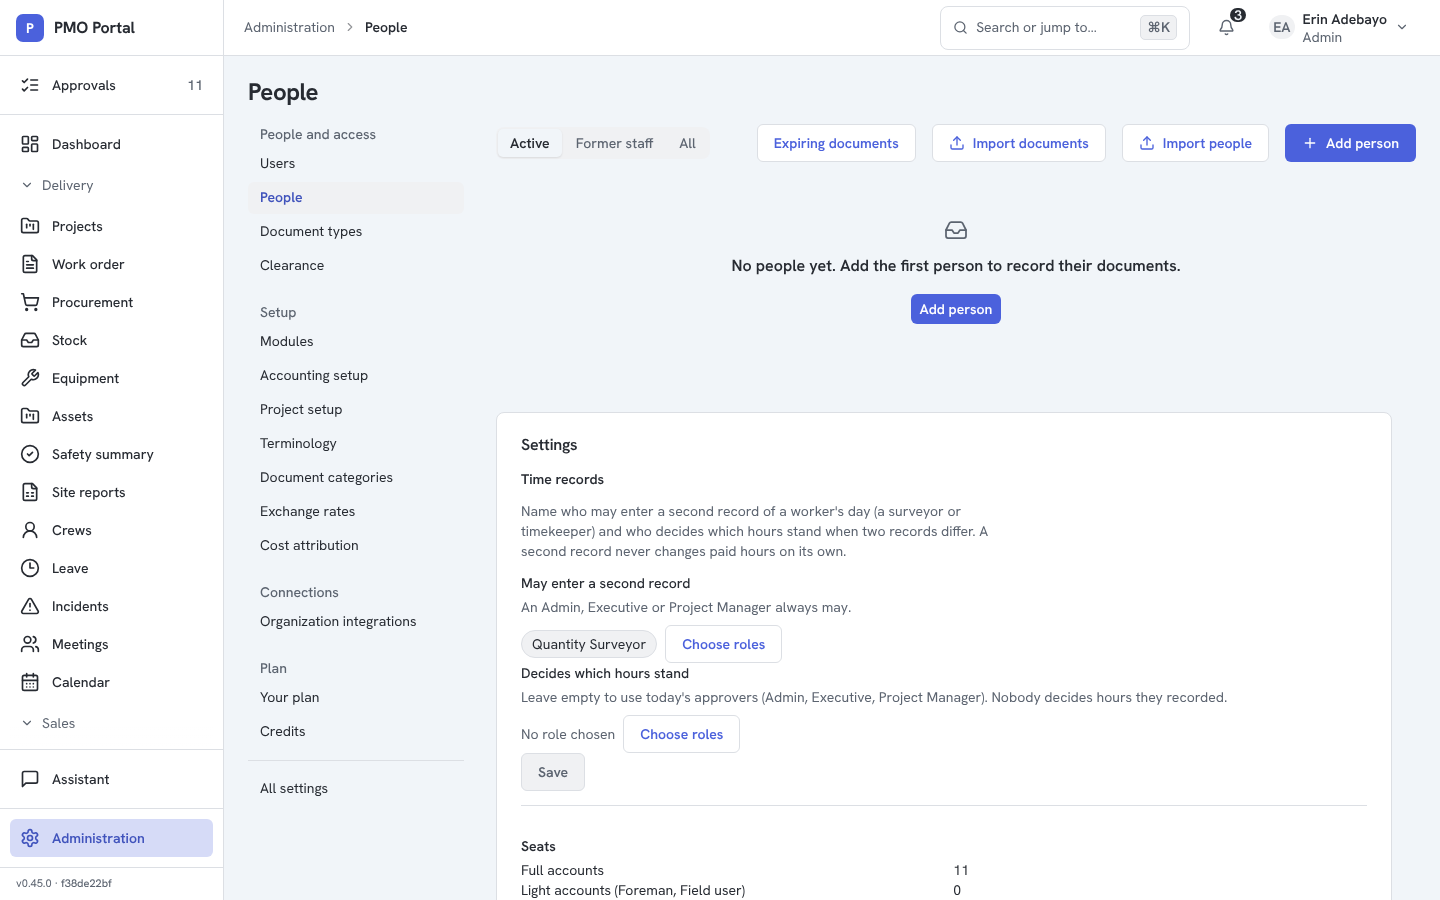 P
PMO Portal
Administration
People
Search or jump to...
⌘K
3
EA
Erin Adebayo
Admin
Approvals
11
Dashboard
Delivery
Projects
Work order
Procurement
Stock
Equipment
Assets
Safety summary
Site reports
Crews
Leave
Incidents
Meetings
Calendar
Sales
Assistant
Administration
v0.45.0 · f38de22bf
People
People and access
Users
People
Document types
Clearance
Setup
Modules
Accounting setup
Project setup
Terminology
Document categories
Exchange rates
Cost attribution
Connections
Organization integrations
Plan
Your plan
Credits
All settings
Active
Former staff
All
Expiring documents
Import documents
Import people
Add person
No people yet. Add the first person to record their documents.
Add person
Settings
Time records
Name who may enter a second record of a worker's day (a surveyor or
timekeeper) and who decides which hours stand when two records differ. A
second record never changes paid hours on its own.
May enter a second record
An Admin, Executive or Project Manager always may.
Quantity Surveyor
Choose roles
Decides which hours stand
Leave empty to use today's approvers (Admin, Executive, Project Manager). Nobody decides hours they recorded.
No role chosen
Choose roles
Save
Seats
Full accounts
11
Light accounts (Foreman, Field user)
0